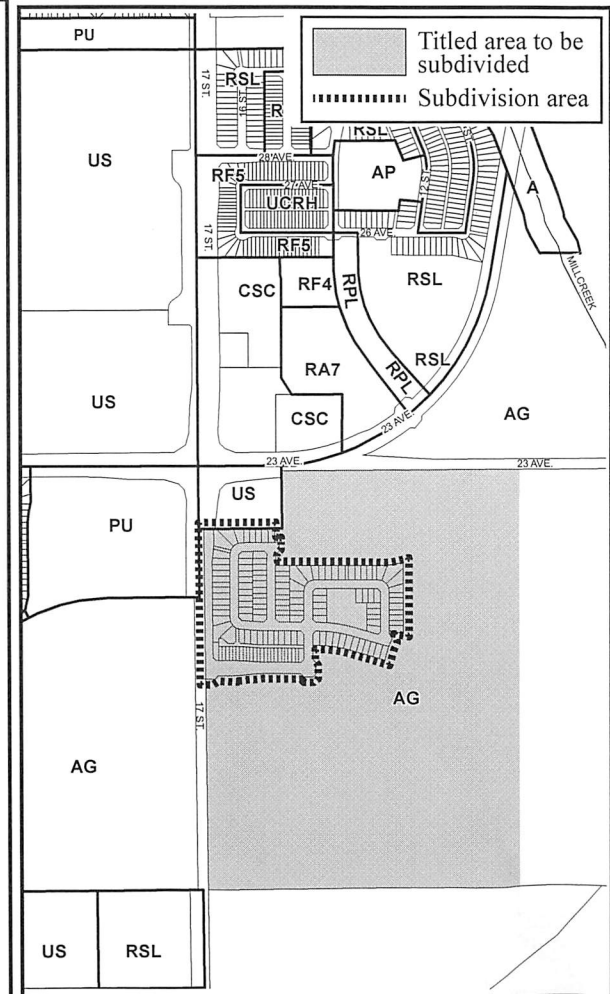 PU
Titled area to be
subdivided
Subdivision area
17 ST.
RSL
16 ST.
R
RSL
US
28 AVE.
AP
12 ST
A
RF5
27 AVE.
UCRH
17 ST.
26 AVE.
RF5
MILLCREEK
CSC
RF4
RPL
RSL
RSL
RA7
RPL
US
CSC
23 AVE.
AG
23 AVE.
23 AVE.
US
PU
AG
17 ST.
AG
US
RSL